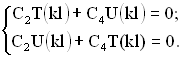 C₂T(kl) + C₄U(kl) = 0;
C₂U(kl) + C₄T(kl) = 0.